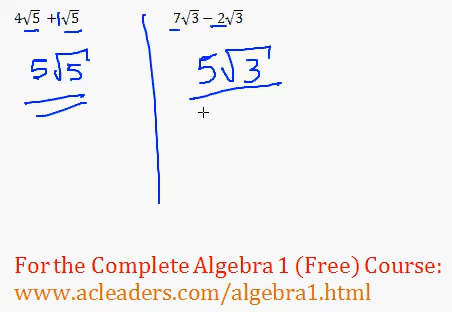 4√5 +1√5
5√5
7√3 − 2√3
5√3
For the Complete Algebra 1 (Free) Course:
www.acleaders.com/algebra1.html